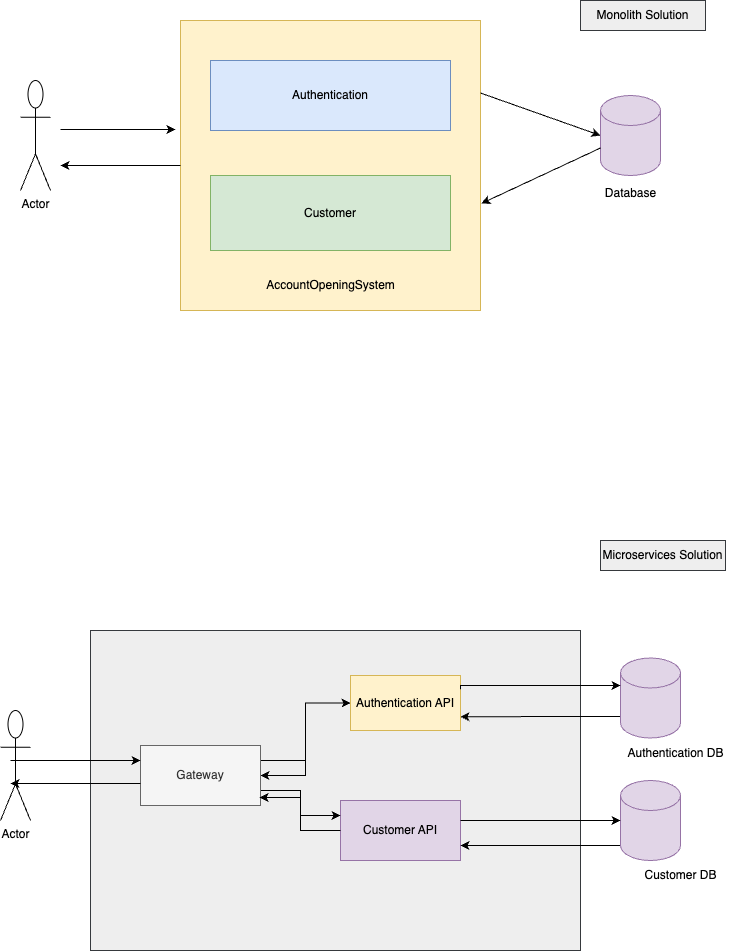 Monolith Solution
Authentication
Database
Actor
Customer
AccountOpeningSystem
Microservices Solution
Authentication API
Authentication DB
Gateway
Actor
Customer API
Customer DB